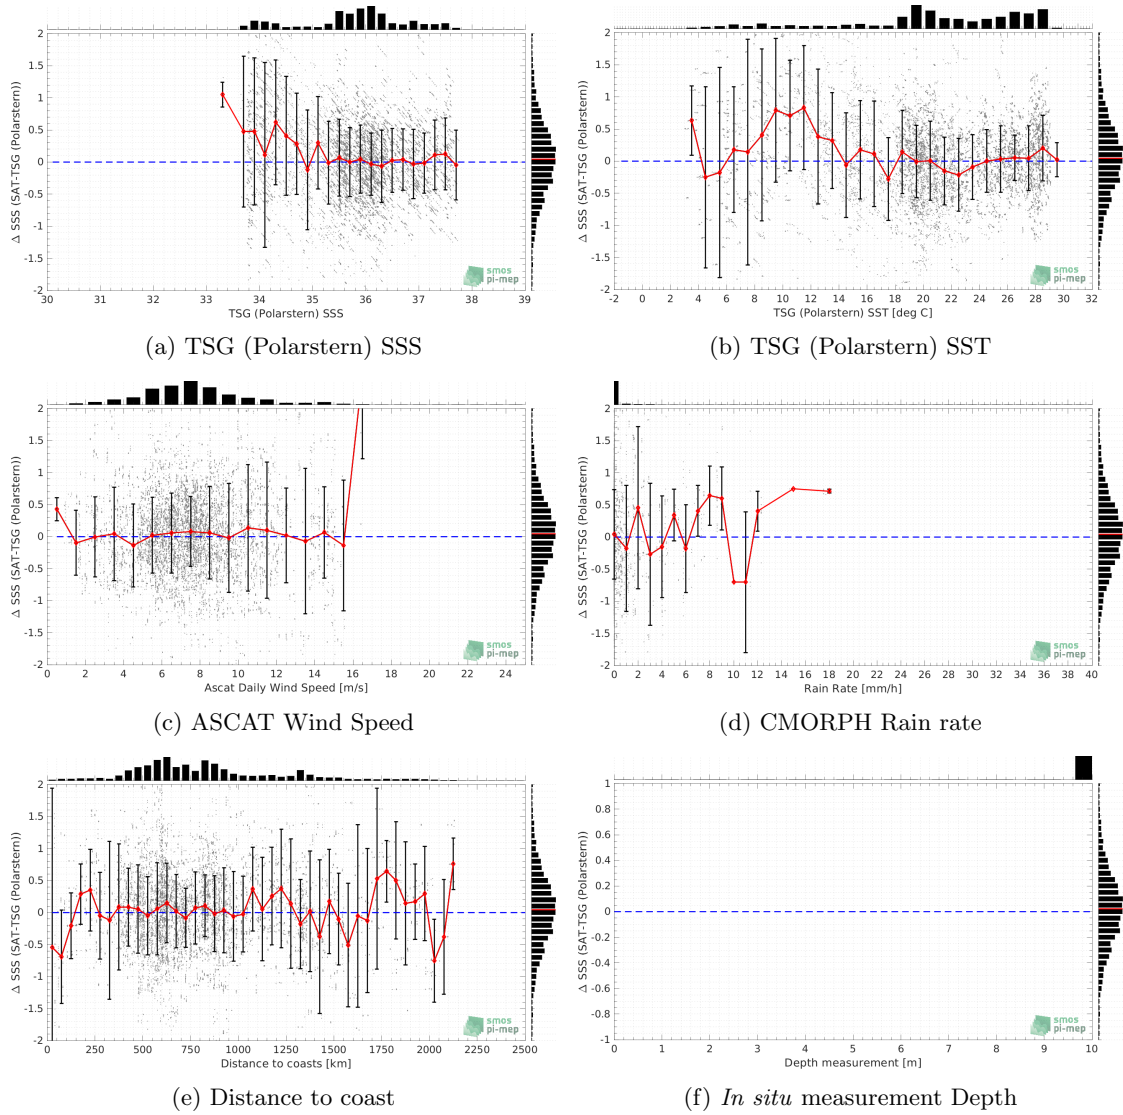 2
1.5
1
0.5
0
-0.5
-1
-1.5
-2
Δ SSS (SAT-TSG (Polarstern))
30 31 32 33 34 35 36 37 38 39
TSG (Polarstern) SSS
smos
pi-mep
(a) TSG (Polarstern) SSS
2
1.5
1
0.5
0
-0.5
-1
-1.5
-2
Δ SSS (SAT-TSG (Polarstern))
-2 0 2 4 6 8 10 12 14 16 18 20 22 24 26 28 30 32
TSG (Polarstern) SST [deg C]
smos
pi-mep
(b) TSG (Polarstern) SST
2
1.5
1
0.5
0
-0.5
-1
-1.5
-2
Δ SSS (SAT-TSG (Polarstern))
0 2 4 6 8 10 12 14 16 18 20 22 24
Ascat Daily Wind Speed [m/s]
smos
pi-mep
(c) ASCAT Wind Speed
2
1.5
1
0.5
0
-0.5
-1
-1.5
-2
Δ SSS (SAT-TSG (Polarstern))
0 2 4 6 8 10 12 14 16 18 20 22 24 26 28 30 32 34 36 38 40
Rain Rate [mm/h]
smos
pi-mep
(d) CMORPH Rain rate
2
1.5
1
0.5
0
-0.5
-1
-1.5
-2
Δ SSS (SAT-TSG (Polarstern))
0 250 500 750 1000 1250 1500 1750 2000 2250 2500
Distance to coasts [km]
smos
pi-mep
(e) Distance to coast
1
0.8
0.6
0.4
0.2
0
-0.2
-0.4
-0.6
-0.8
-1
Δ SSS (SAT-TSG (Polarstern))
0 1 2 3 4 5 6 7 8 9 10
Depth measurement [m]
smos
pi-mep
(f) In situ measurement Depth